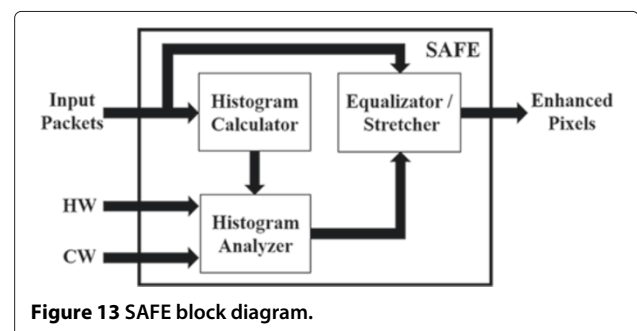 SAFE
Input
Packets
Histogram
Calculator
Equalizator /
Stretcher
Enhanced
Pixels
HW
CW
Histogram
Analyzer
Figure 13 SAFE block diagram.